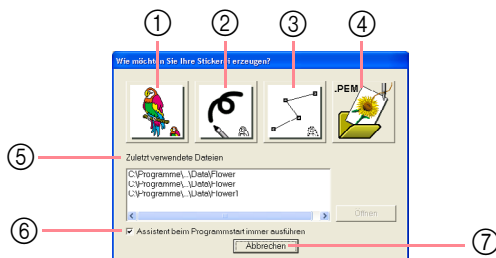 ① ② ③ ④
Wie möchten Sie Ihre Stickerei erzeugen?
.PEM
⑤
Zuletzt verwendete Dateien
C:\Programme\..\Data\Flower
C:\Programme\..\Data\Flower
C:\Programme\..\Data\Flower1
Öffnen
⑥
Assistent beim Programmstart immer ausführen
Abbrechen
⑦